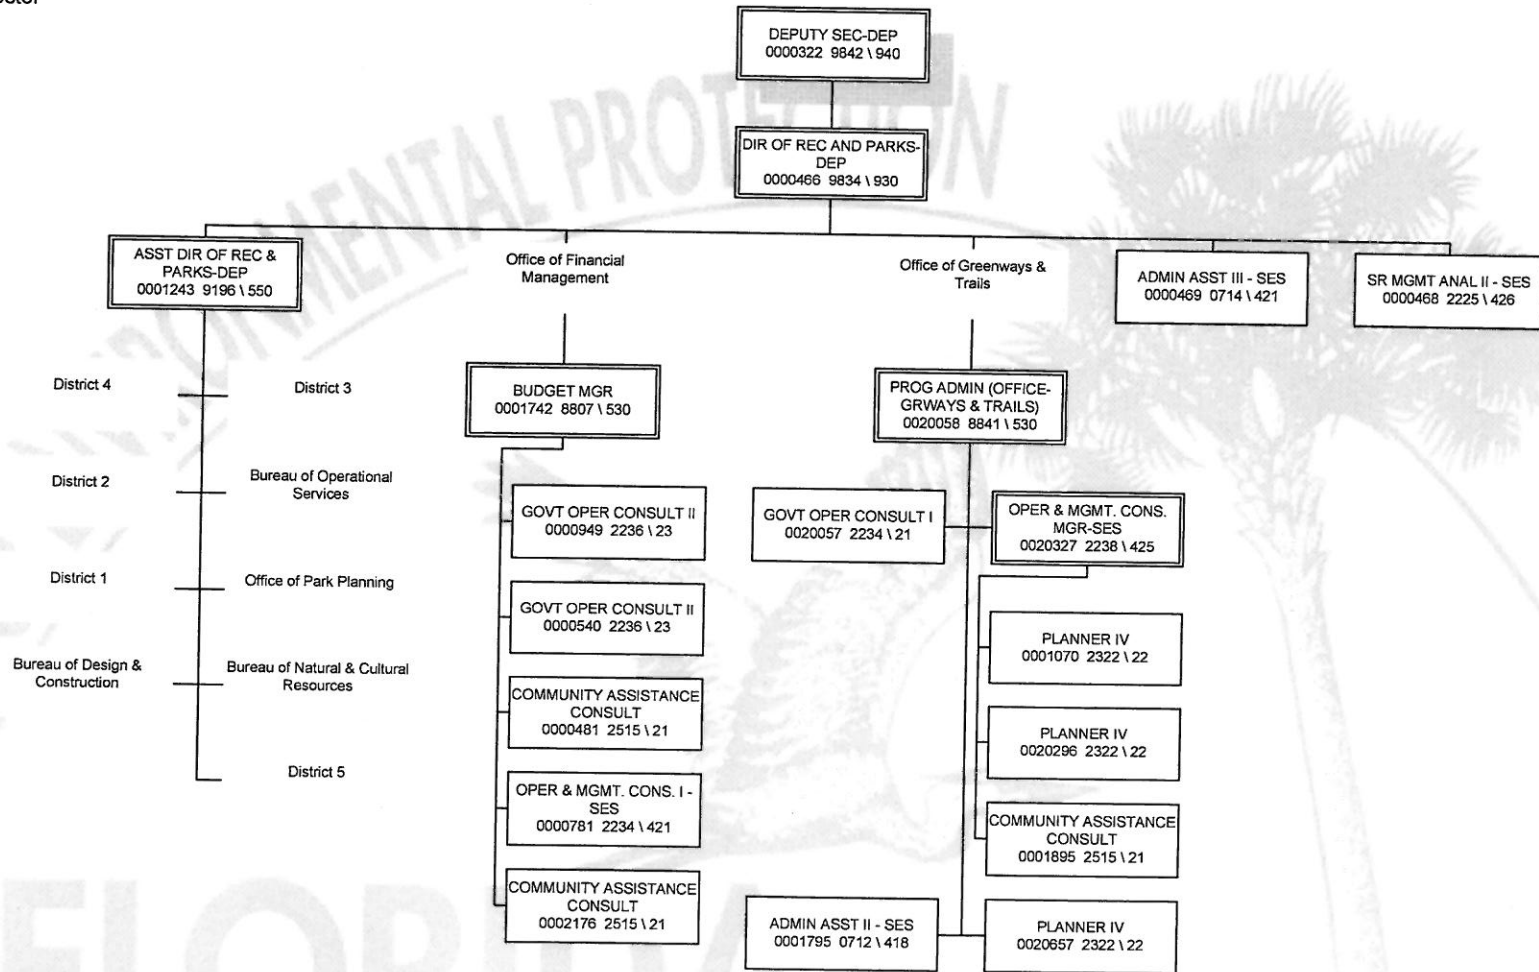 DEPUTY SEC-DEP
0000322 9842 \ 940
DIR OF REC AND PARKS-
DEP
0000466 9834 \ 930
ASST DIR OF REC &
PARKS-DEP
0001243 9196 \ 550
Office of Financial
Management
Office of Greenways &
Trails
ADMIN ASST III - SES
0000469 0714 \ 421
SR MGMT ANAL II - SES
0000468 2225 \ 426
District 4
District 3
District 2
Bureau of Operational
Services
District 1
Office of Park Planning
Bureau of Design &
Construction
Bureau of Natural & Cultural
Resources
District 5
BUDGET MGR
0001742 8807 \ 530
GOVT OPER CONSULT II
0000949 2236 \ 23
GOVT OPER CONSULT II
0000540 2236 \ 23
COMMUNITY ASSISTANCE
CONSULT
0000481 2515 \ 21
OPER & MGMT. CONS. I -
SES
0000781 2234 \ 421
COMMUNITY ASSISTANCE
CONSULT
0002176 2515 \ 21
PROG ADMIN (OFFICE-
GRWAYS & TRAILS)
0020058 8841 \ 530
GOVT OPER CONSULT I
0020057 2234 \ 21
OPER & MGMT. CONS.
MGR-SES
0020327 2238 \ 425
PLANNER IV
0001070 2322 \ 22
PLANNER IV
0020296 2322 \ 22
COMMUNITY ASSISTANCE
CONSULT
0001895 2515 \ 21
ADMIN ASST II - SES
0001795 0712 \ 418
PLANNER IV
0020657 2322 \ 22
FLORIDA